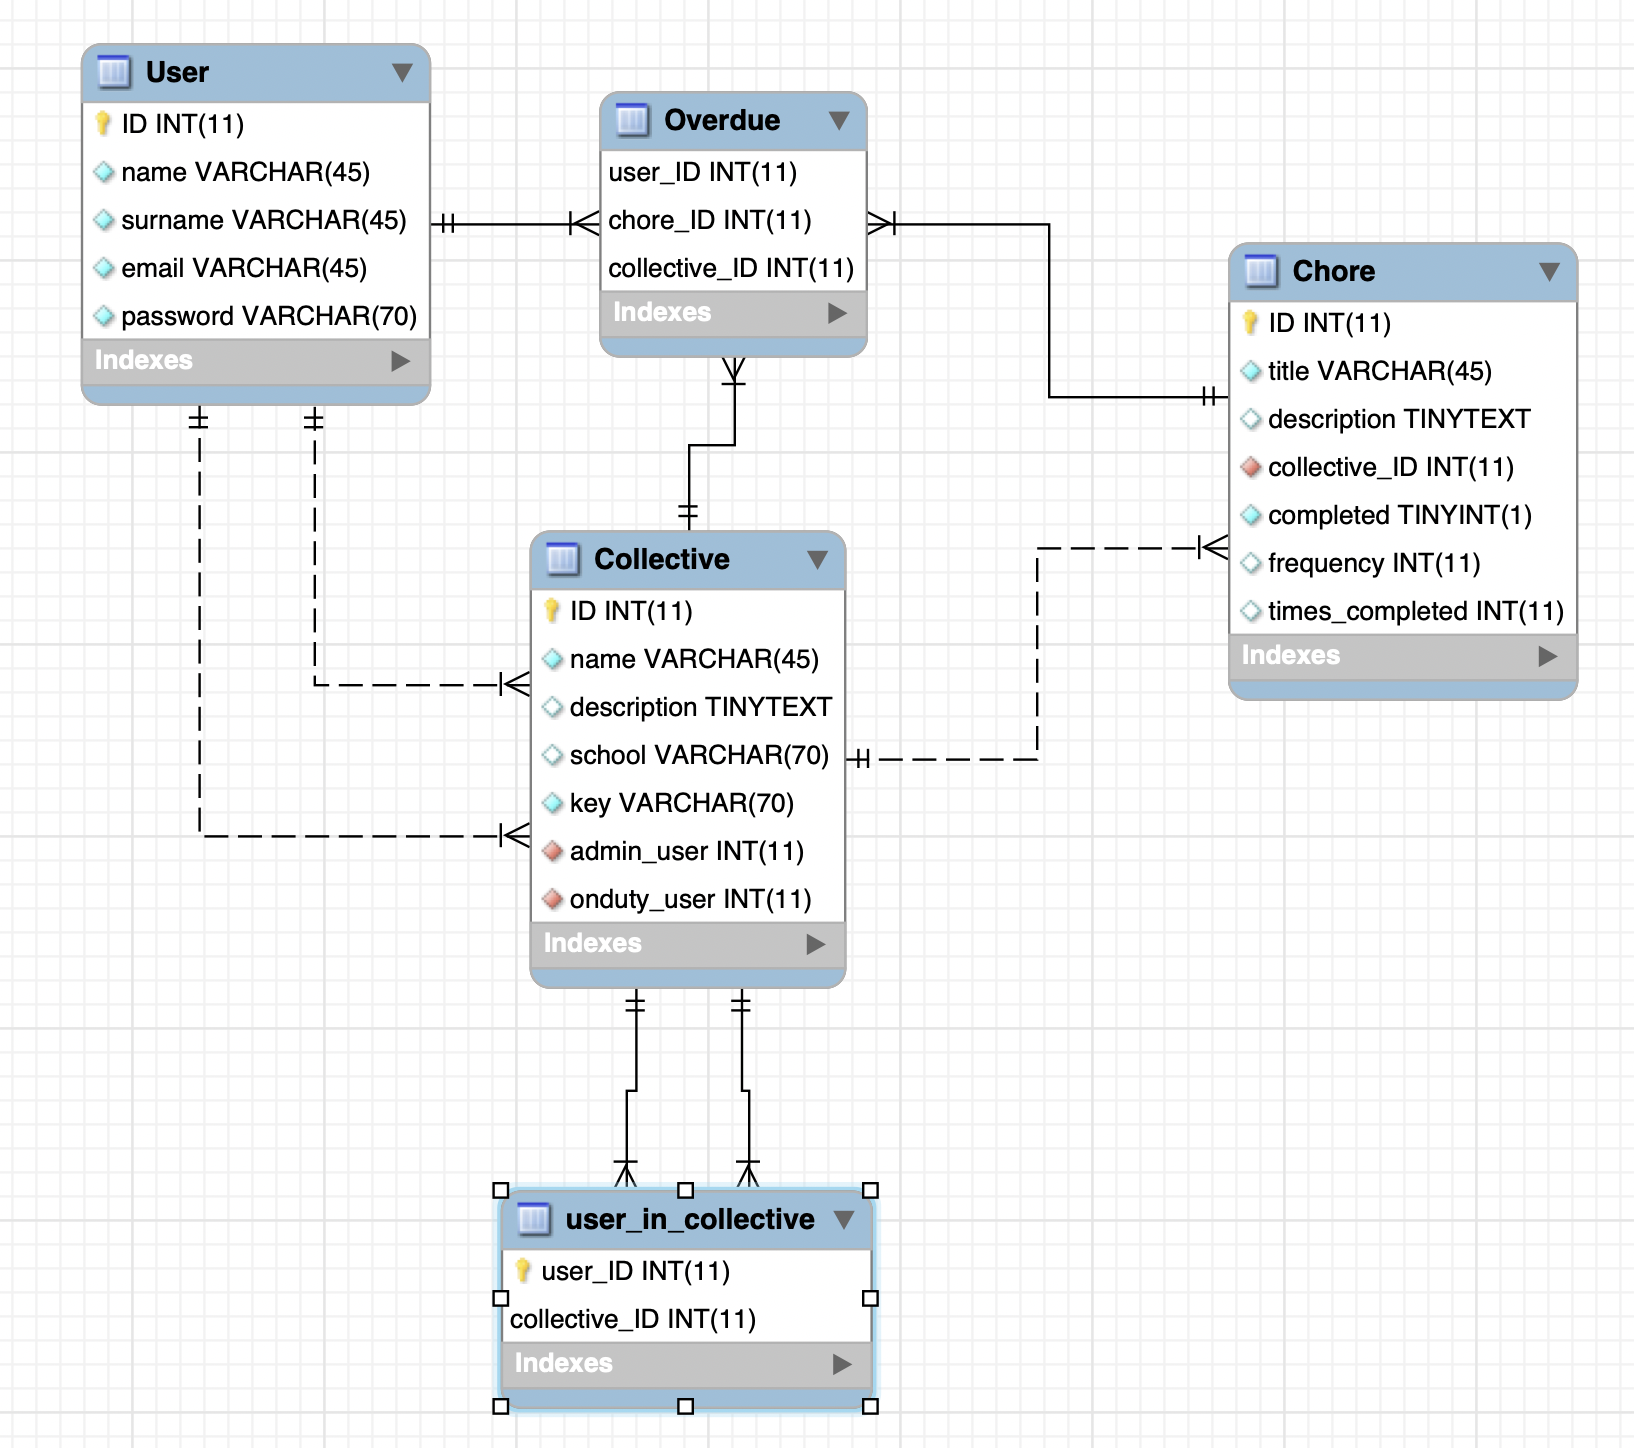 User
ID INT(11)
name VARCHAR(45)
surname VARCHAR(45)
email VARCHAR(45)
password VARCHAR(70)
Indexes
Overdue
user_ID INT(11)
chore_ID INT(11)
collective_ID INT(11)
Indexes
Chore
ID INT(11)
title VARCHAR(45)
description TINYTEXT
collective_ID INT(11)
completed TINYINT(1)
frequency INT(11)
times_completed INT(11)
Indexes
Collective
ID INT(11)
name VARCHAR(45)
description TINYTEXT
school VARCHAR(70)
key VARCHAR(70)
admin_user INT(11)
onduty_user INT(11)
Indexes
user_in_collective
user_ID INT(11)
collective_ID INT(11)
Indexes